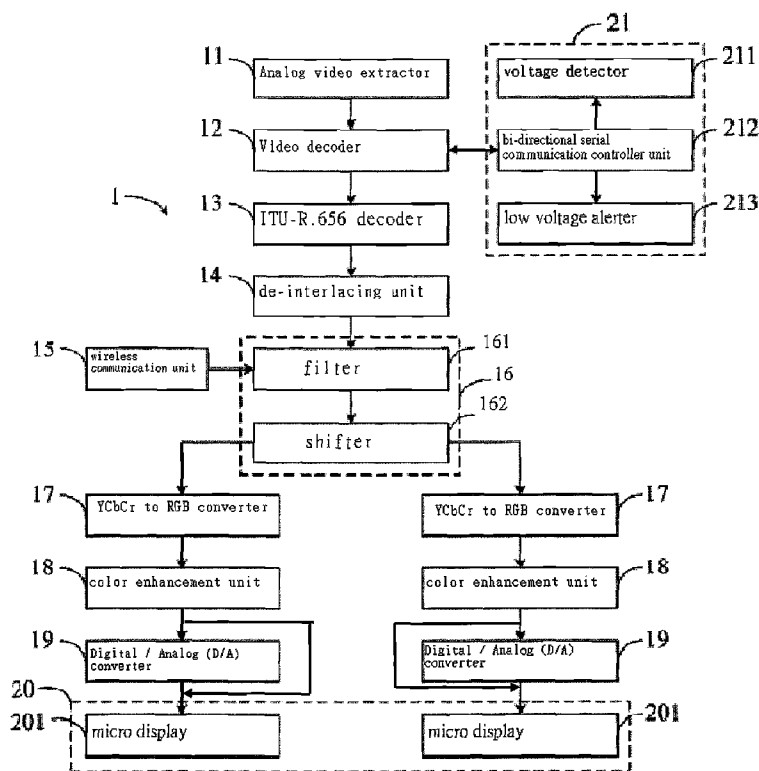 21
11
Analog video extractor
211
voltage detector
12
Video decoder
212
bi-directional serial
communication controller unit
1
13
ITU-R.656 decoder
213
low voltage alerter
14
de-interlacing unit
15
wireless
communication unit
161
filter
16
162
shifter
17
YCbCr to RGB converter
17
YCbCr to RGB converter
18
color enhancement unit
18
color enhancement unit
19
Digital / Analog (D/A)
converter
19
Digital / Analog (D/A)
converter
20
201
micro display
201
micro display